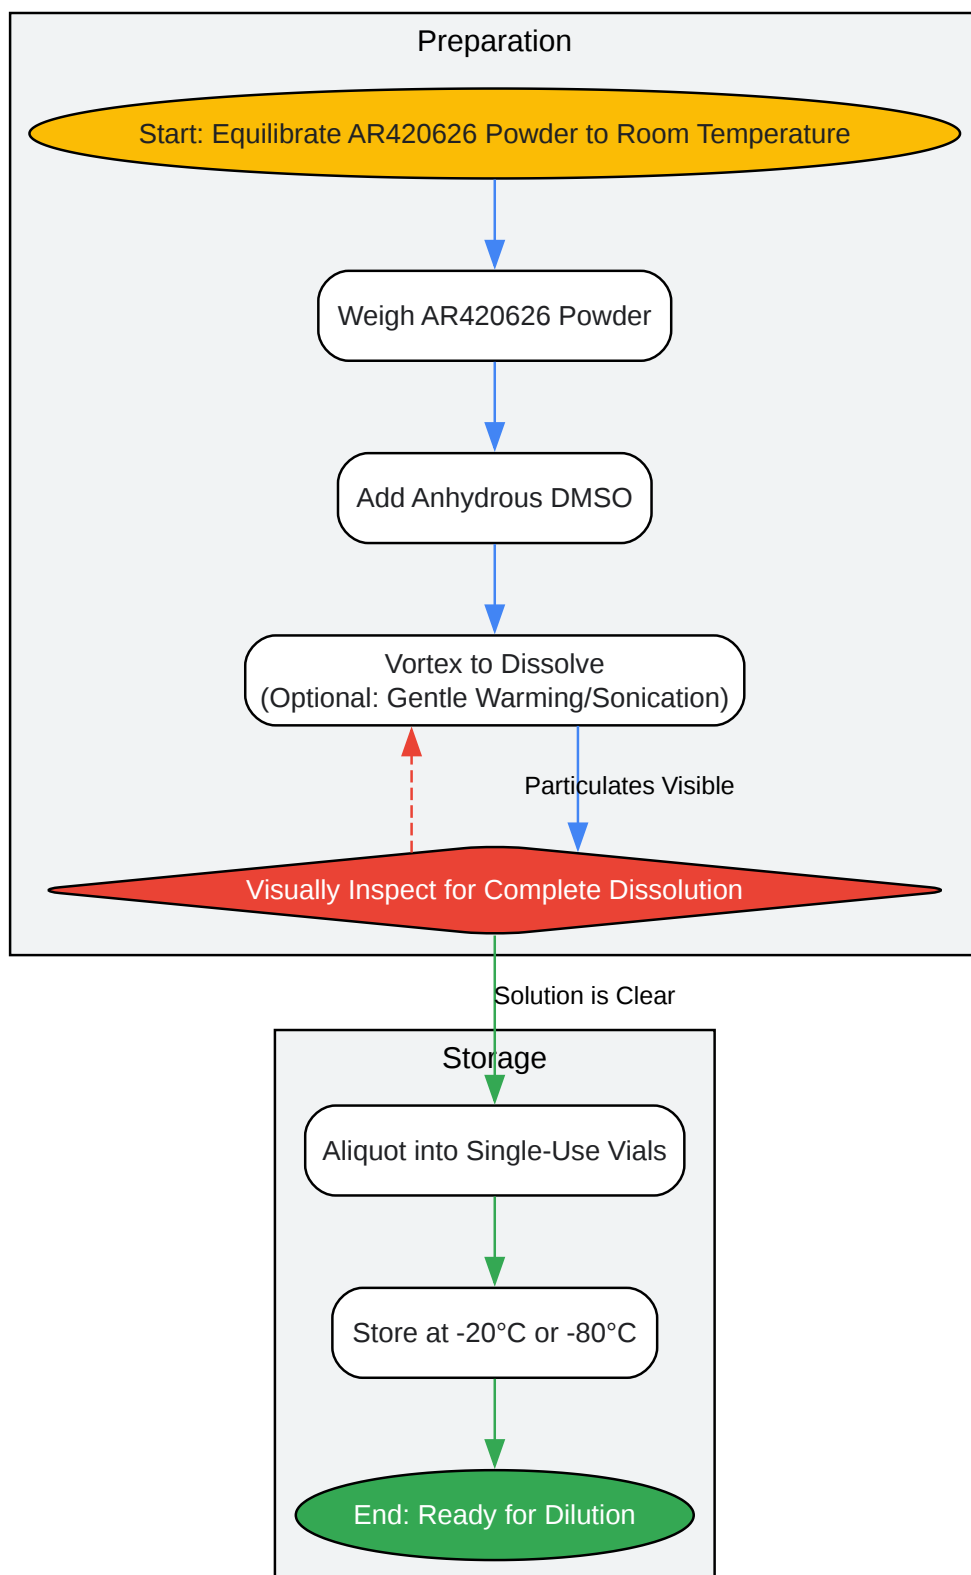 Preparation
Start: Equilibrate AR420626 Powder to Room Temperature
Weigh AR420626 Powder
Add Anhydrous DMSO
Vortex to Dissolve
(Optional: Gentle Warming/Sonication)
Particulates Visible
Visually Inspect for Complete Dissolution
Solution is Clear
Storage
Aliquot into Single-Use Vials
Store at -20°C or -80°C
End: Ready for Dilution